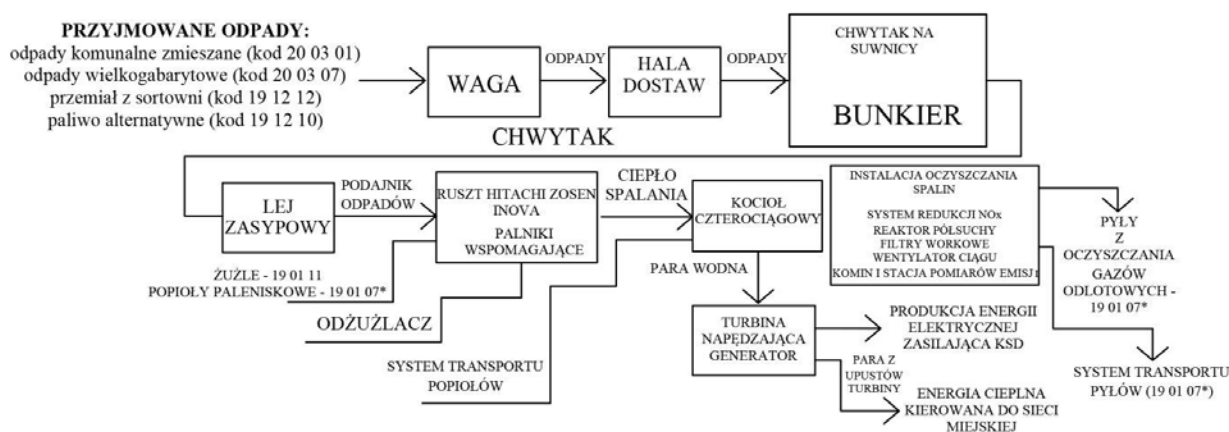 PRZYJMOWANE ODPADY:
odpady komunalne zmieszane (kod 20 03 01)
odpady wielkogabarytowe (kod 20 03 07)
przemiał z sortowni (kod 19 12 12)
paliwo alternatywne (kod 19 12 10)
WAGA
ODPADY
HALA
DOSTAW
ODPADY
CHWYTAK NA
SUWNICY
BUNKIER
CHWYTAK
LEJ
ZASYPOWY
PODAJNIK
ODPADÓW
RUSZT HITACHI ZOSEN
INOVA
PALNIKI
WSPOMAGAJĄCE
CIEPŁO
SPALANIA
KOCIOŁ
CZTEROCIĄGOWY
INSTALACJA OCZYSZCZANIA
SPALIN
SYSTEM REDUKCJI NOx
REAKTOR PÓŁSUCHY
FILTRY WORKOWE
WENTYLATOR CIĄGU
KOMIN I STACJA POMIARÓW EMISJI
PYŁY
Z
OCZYSZCZANIA
GAZÓW
ODLOTOWYCH -
19 01 07*
ŻUŻLE - 19 01 11
POPIOŁY PALENISKOWE - 19 01 07*
ODŻUŻLACZ
SYSTEM TRANSPORTU
POPIOŁÓW
PARA WODNA
TURBINA
NAPĘDZAJĄCA
GENERATOR
PRODUKCJA ENERGII
ELEKTRYCZNEJ
ZASILAJĄCA KSD
PARA Z
UPUSTÓW
TURBINY
ENERGIA CIEPLNA
KIEROWANA DO SIECI
MIEJSKIEJ
SYSTEM TRANSPORTU
PYŁÓW (19 01 07*)